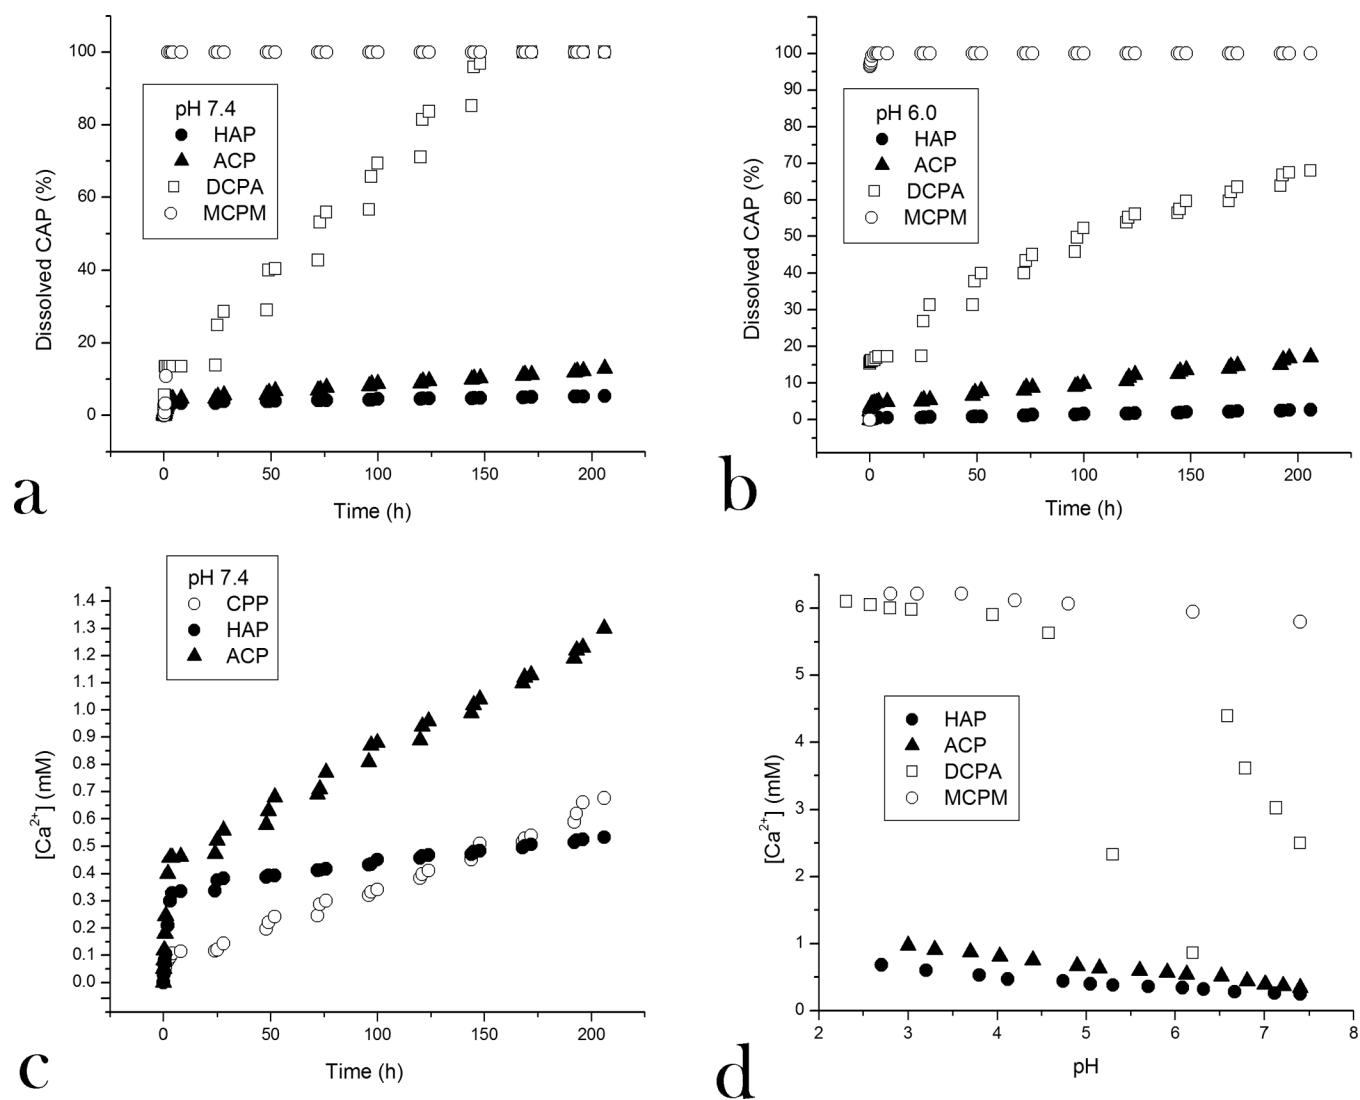 100
80
60
40
20
0
Dissolved CAP (%)
pH 7.4
HAP
ACP
DCPA
MCPM
0 50 100 150 200
Time (h)
a
100
90
80
70
60
50
40
30
20
10
0
Dissolved CAP (%)
pH 6.0
HAP
ACP
DCPA
MCPM
0 50 100 150 200
Time (h)
b
1.4
1.3
1.2
1.1
1.0
0.9
0.8
0.7
0.6
0.5
0.4
0.3
0.2
0.1
0.0
[Ca²⁺] (mM)
pH 7.4
CPP
HAP
ACP
0 50 100 150 200
Time (h)
c
6
5
4
3
2
1
0
[Ca²⁺] (mM)
HAP
ACP
DCPA
MCPM
2 3 4 5 6 7 8
pH
d